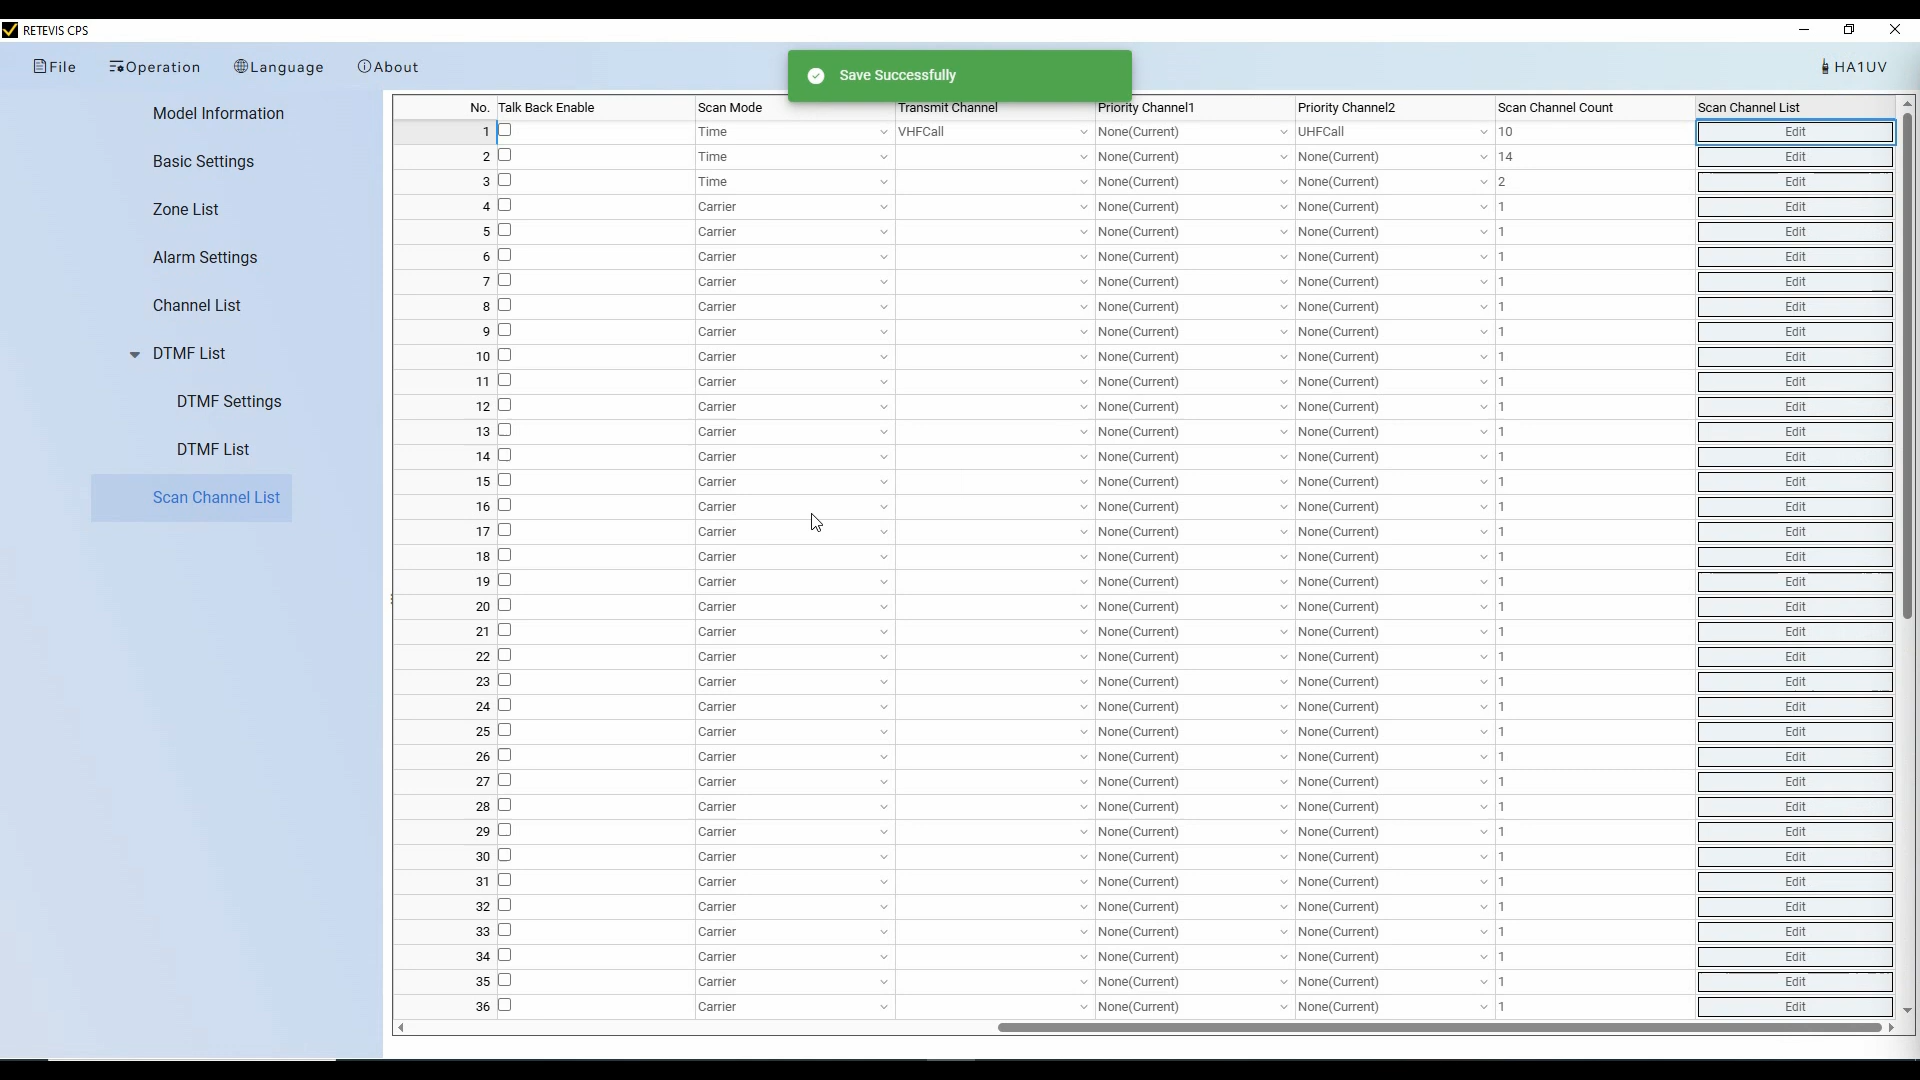 RETEVIS CPS
File Operation Language About HA1UV
Save Successfully
Model Information
Basic Settings
Zone List
Alarm Settings
Channel List
DTMF List
DTMF Settings
DTMF List
Scan Channel List
No. Talk Back Enable Scan Mode Transmit Channel Priority Channel1 Priority Channel2 Scan Channel Count Scan Channel List
1 Time VHFCall None(Current) UHFCall 10 Edit
2 Time None(Current) None(Current) 14 Edit
3 Time None(Current) None(Current) 2 Edit
4 Carrier None(Current) None(Current) 1 Edit
5 Carrier None(Current) None(Current) 1 Edit
6 Carrier None(Current) None(Current) 1 Edit
7 Carrier None(Current) None(Current) 1 Edit
8 Carrier None(Current) None(Current) 1 Edit
9 Carrier None(Current) None(Current) 1 Edit
10 Carrier None(Current) None(Current) 1 Edit
11 Carrier None(Current) None(Current) 1 Edit
12 Carrier None(Current) None(Current) 1 Edit
13 Carrier None(Current) None(Current) 1 Edit
14 Carrier None(Current) None(Current) 1 Edit
15 Carrier None(Current) None(Current) 1 Edit
16 Carrier None(Current) None(Current) 1 Edit
17 Carrier None(Current) None(Current) 1 Edit
18 Carrier None(Current) None(Current) 1 Edit
19 Carrier None(Current) None(Current) 1 Edit
20 Carrier None(Current) None(Current) 1 Edit
21 Carrier None(Current) None(Current) 1 Edit
22 Carrier None(Current) None(Current) 1 Edit
23 Carrier None(Current) None(Current) 1 Edit
24 Carrier None(Current) None(Current) 1 Edit
25 Carrier None(Current) None(Current) 1 Edit
26 Carrier None(Current) None(Current) 1 Edit
27 Carrier None(Current) None(Current) 1 Edit
28 Carrier None(Current) None(Current) 1 Edit
29 Carrier None(Current) None(Current) 1 Edit
30 Carrier None(Current) None(Current) 1 Edit
31 Carrier None(Current) None(Current) 1 Edit
32 Carrier None(Current) None(Current) 1 Edit
33 Carrier None(Current) None(Current) 1 Edit
34 Carrier None(Current) None(Current) 1 Edit
35 Carrier None(Current) None(Current) 1 Edit
36 Carrier None(Current) None(Current) 1 Edit